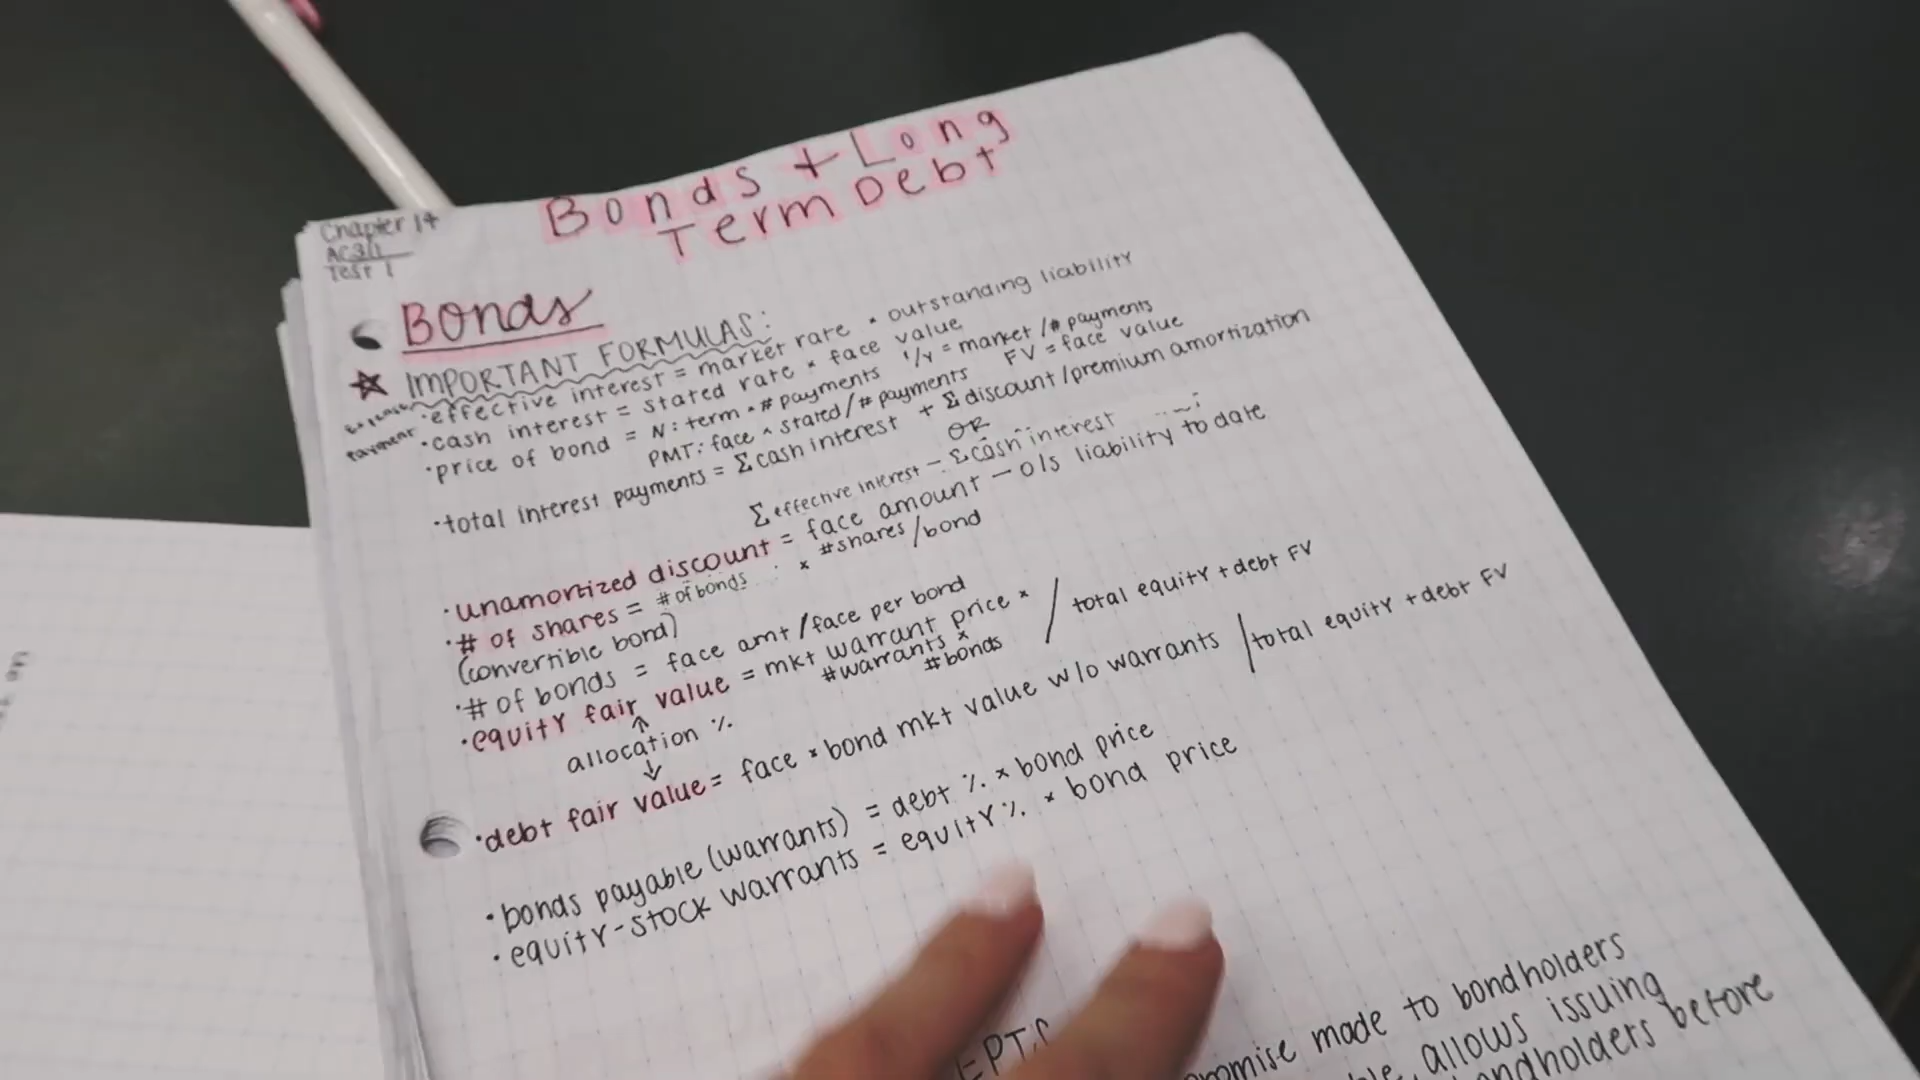 Chapter 14
AC311
Test 1
Bonds + Long
Term Debt
Bonds
IMPORTANT FORMULAS:
• effective interest = market rate * outstanding liability
• cash interest = stated rate * face value
payment
• price of bond = N: term * # payments I/Y = market/# payments
PMT: face * stated/# payments FV = face value
• total interest payments = Σ cash interest + Σ discount/premium amortization
OR
Σ effective interest - Σ cash interest
• unamortized discount = face amount - o/s liability to date
• # of shares = # of bonds * #shares/bond
(convertible bond)
• # of bonds = face amt/face per bond
• equity fair value = mkt warrant price * / total equity + debt FV
#warrants *
#bonds
↑
allocation %
↓
• debt fair value = face * bond mkt value w/o warrants / total equity + debt FV
• bonds payable (warrants) = debt % * bond price
• equity-stock warrants = equity % * bond price
made to bondholders
allows issuing
before